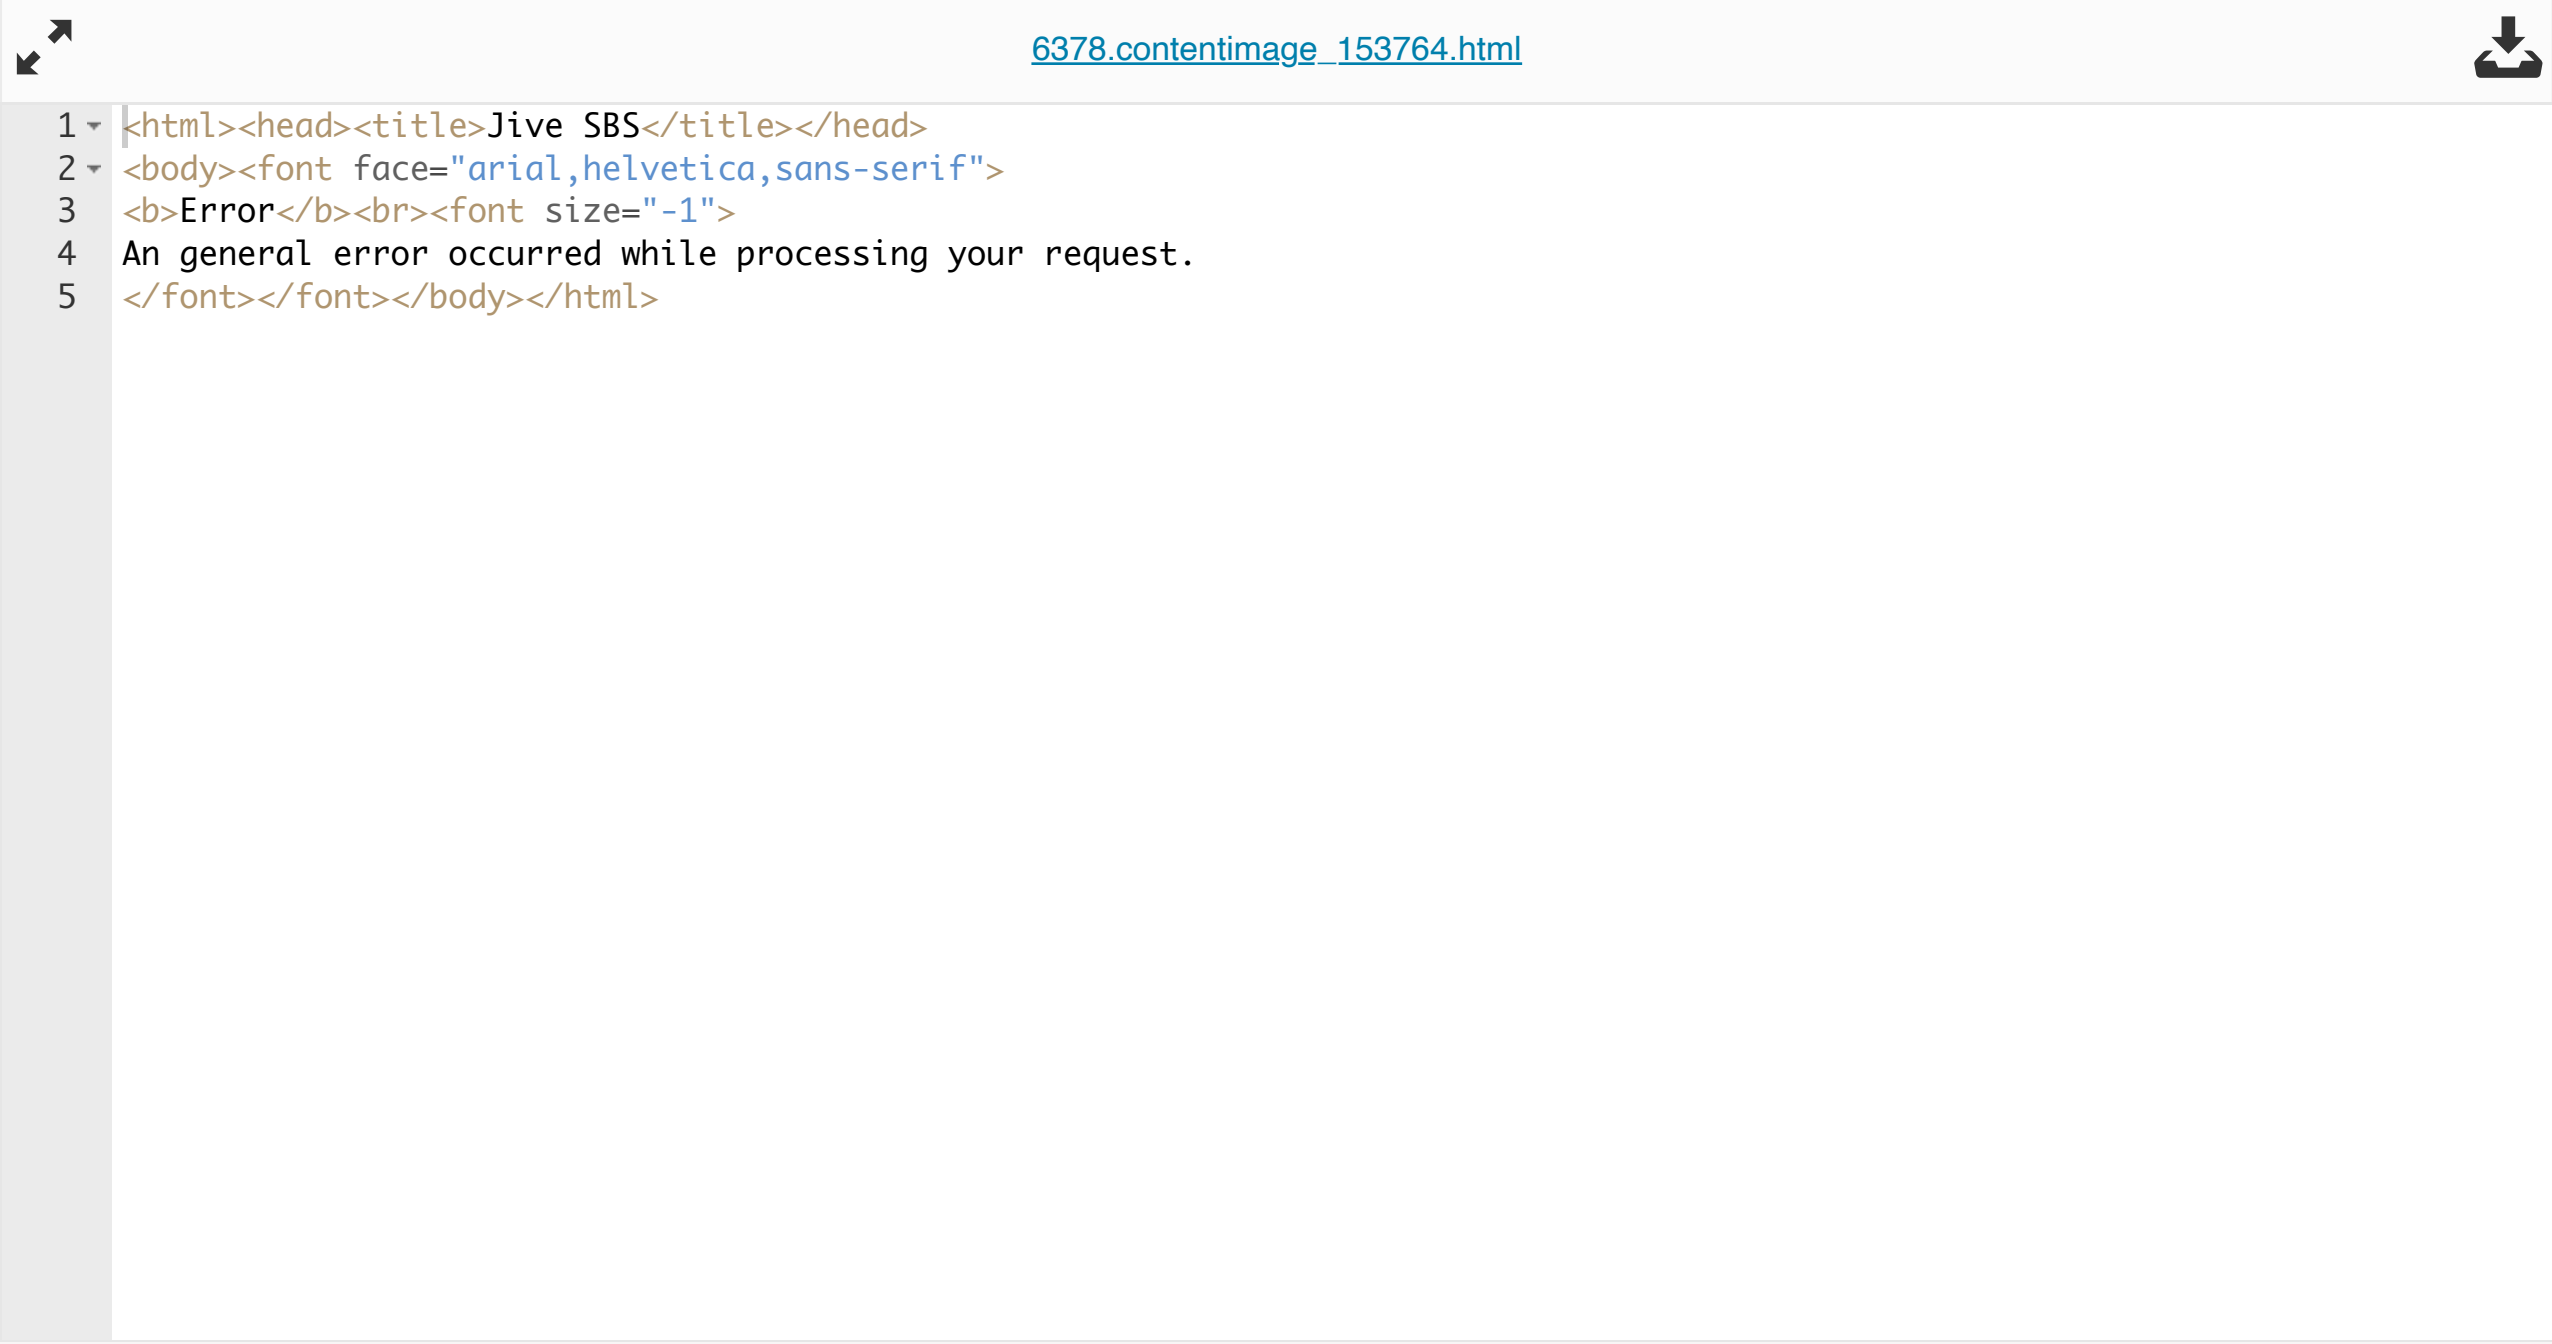 6378.contentimage_153764.html
1 <html><head><title>Jive SBS</title></head>
2 <body><font face="arial,helvetica,sans-serif">
3 <b>Error</b><br><font size="-1">
4 An general error occurred while processing your request.
5 </font></font></body></html>